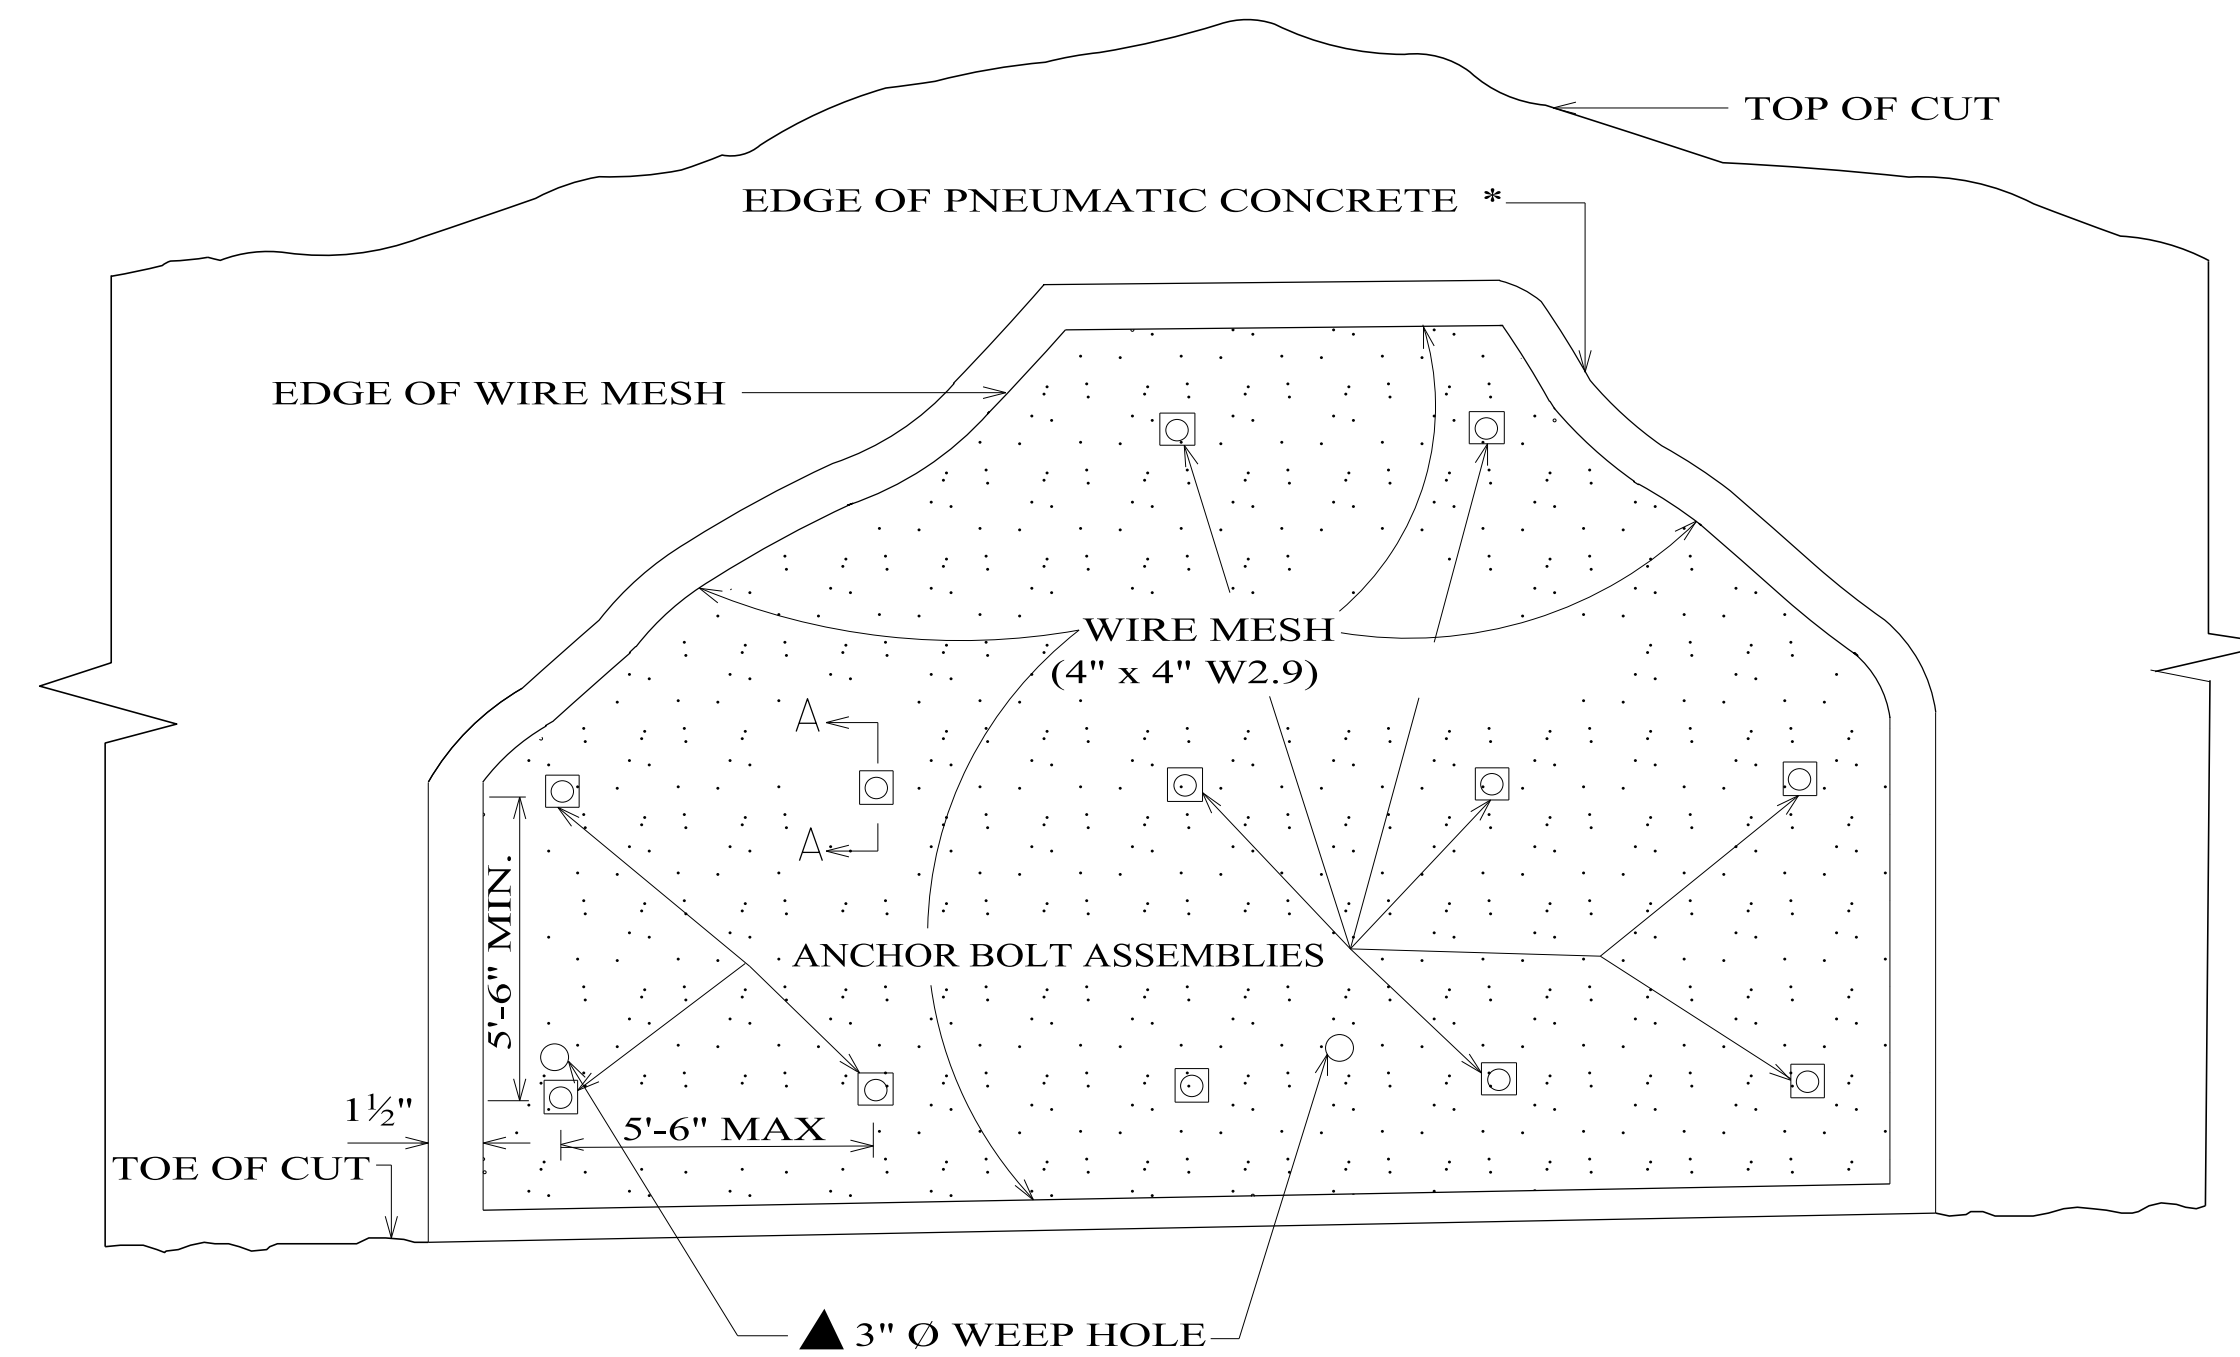 TOP OF CUT
EDGE OF PNEUMATIC CONCRETE *
EDGE OF WIRE MESH
WIRE MESH
(4" x 4" W2.9)
A
A
5'-6" MIN.
ANCHOR BOLT ASSEMBLIES
1½"
5'-6" MAX
TOE OF CUT
3" Ø WEEP HOLE